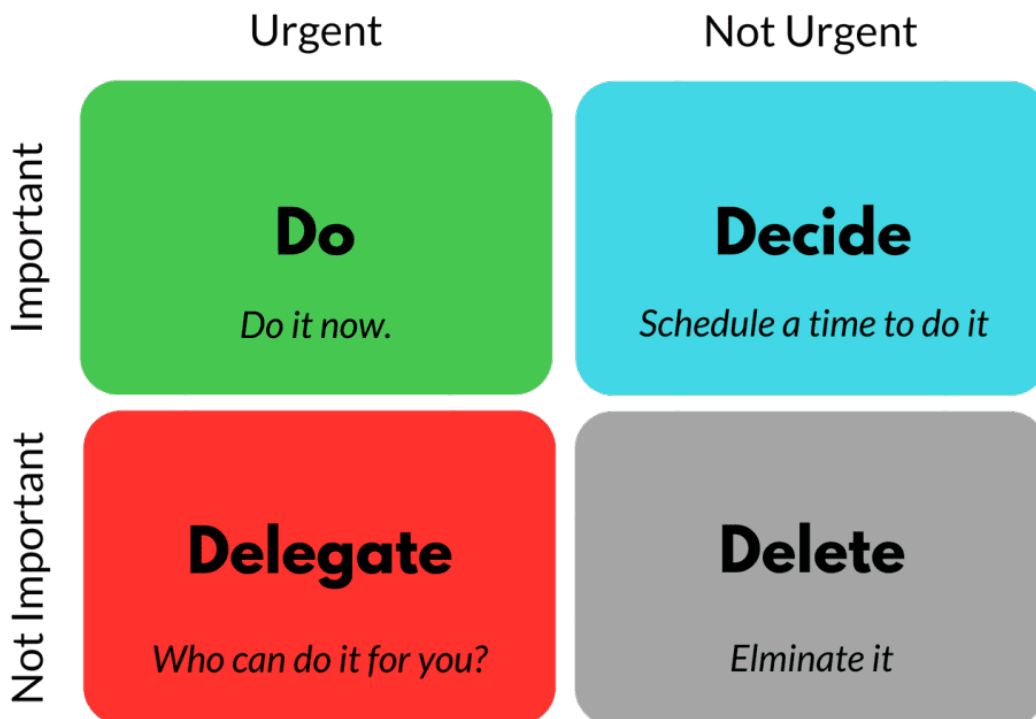 Urgent
Not Urgent
Important
Do
Do it now.
Decide
Schedule a time to do it
Not Important
Delegate
Who can do it for you?
Delete
Elminate it